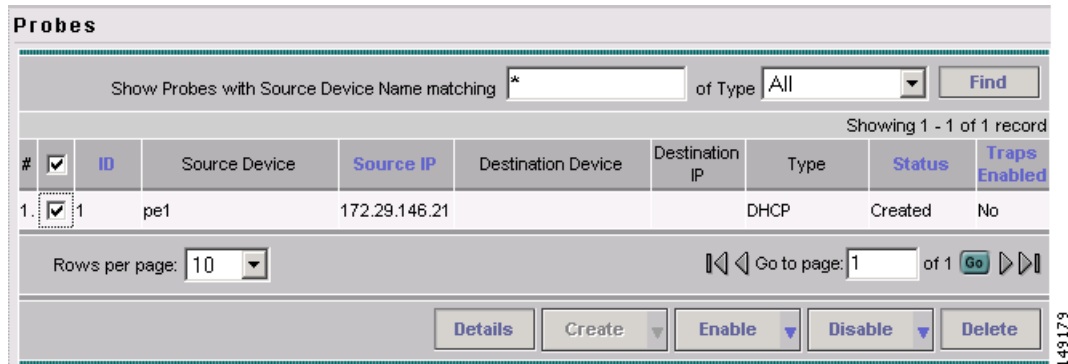 Probes
Show Probes with Source Device Name matching * of Type All Find
Showing 1 - 1 of 1 record
# ID Source Device Source IP Destination Device Destination IP Type Status Traps Enabled
1. 1 pe1 172.29.146.21 DHCP Created No
Rows per page: 10 Go to page: 1 of 1 Go
Details Create Enable Disable Delete
149179